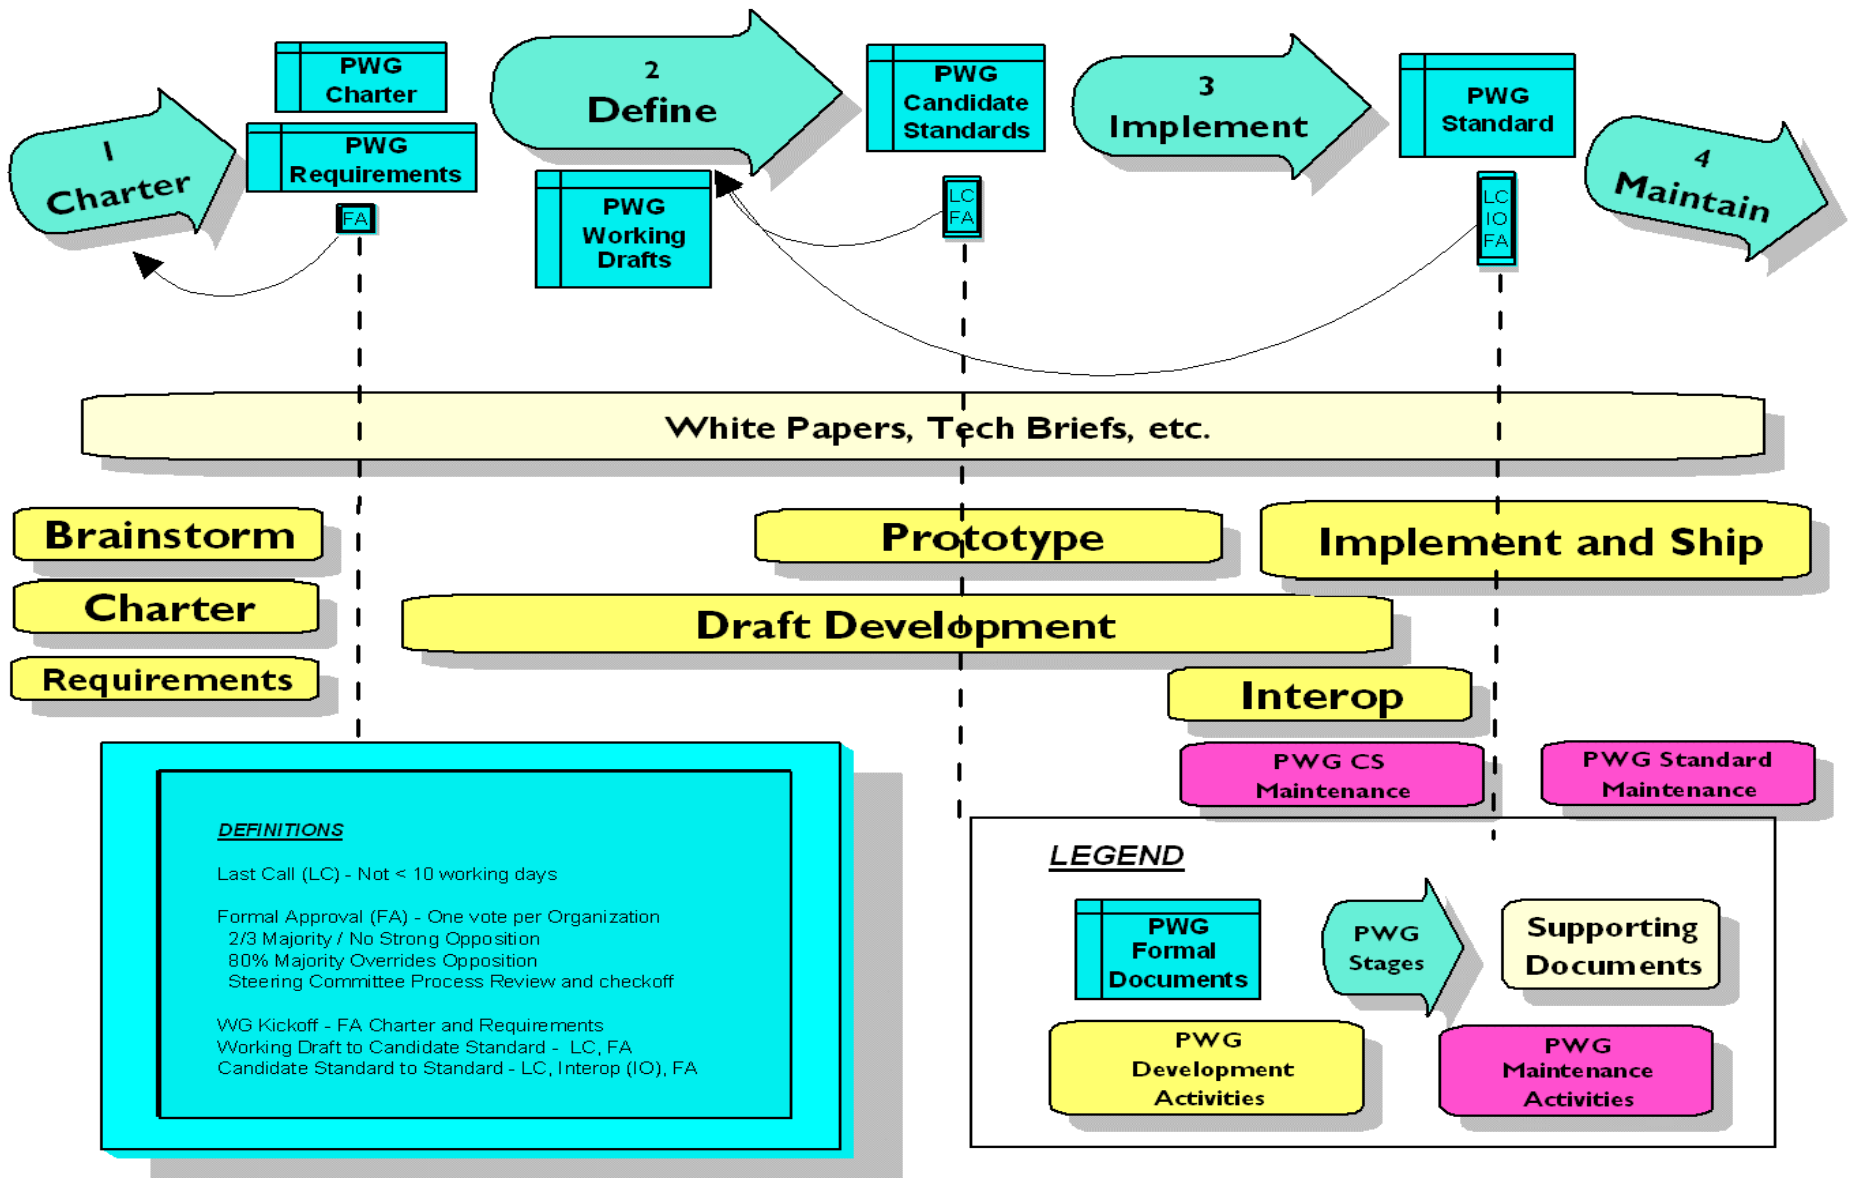 1
Charter
PWG
Charter
PWG
Requirements
FA
2
Define
PWG
Working
Drafts
PWG
Candidate
Standards
LC
FA
3
Implement
PWG
Standard
LC
IO
FA
4
Maintain
White Papers, Tech Briefs, etc.
Brainstorm
Charter
Requirements
Prototype
Implement and Ship
Draft Development
Interop
PWG CS
Maintenance
PWG Standard
Maintenance
DEFINITIONS
Last Call (LC) - Not < 10 working days
Formal Approval (FA) - One vote per Organization
2/3 Majority / No Strong Opposition
80% Majority Overrides Opposition
Steering Committee Process Review and checkoff
WG Kickoff - FA Charter and Requirements
Working Draft to Candidate Standard - LC, FA
Candidate Standard to Standard - LC, Interop (IO), FA
LEGEND
PWG
Formal
Documents
PWG
Stages
Supporting
Documents
PWG
Development
Activities
PWG
Maintenance
Activities